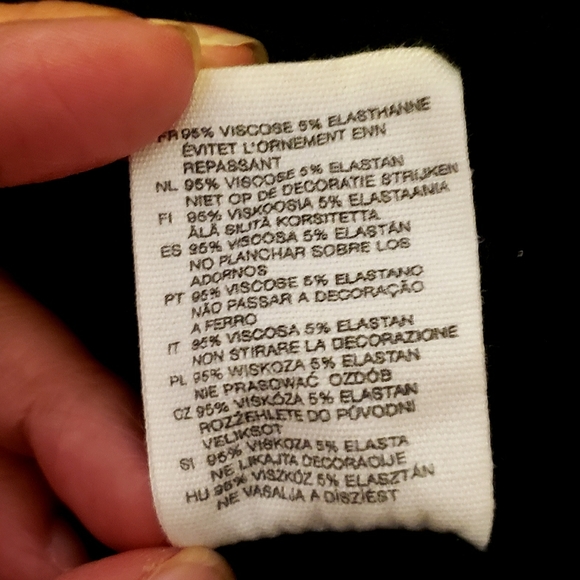 FR 95% VISCOSE 5% ELASTHANNE
ÉVITET L'ORNEMENT ENN
REPASSANT
NL 95% VISCOSE 5% ELASTAN
NIET OP DE DECORATIE STRIJKEN
FI 95% VISKOOSIA 5% ELASTAANIA
ÄLÄ SILITÄ KORSITETTA
ES 95% VISCOSA 5% ELASTÁN
NO PLANCHAR SOBRE LOS
ADORNOS
PT 95% VISCOSE 5% ELASTANO
NÃO PASSAR A DECORAÇÃO
A FERRO
IT 95% VISCOSA 5% ELASTAN
NON STIRARE LA DECORAZIONE
PL 95% WISKOZA 5% ELASTAN
NIE PRASOWAĆ OZDÓB
CZ 95% VISKÓZA 5% ELASTAN
ROZŽEHLETE DO PŮVODNÍ
VELIKSOT
SI 95% VISKOZA 5% ELASTA
NE LIKAJTA DECORACIJE
HU 95% VISZKÓZ 5% ELASZTÁN
NE VASALJA A DÍSZÍÉST